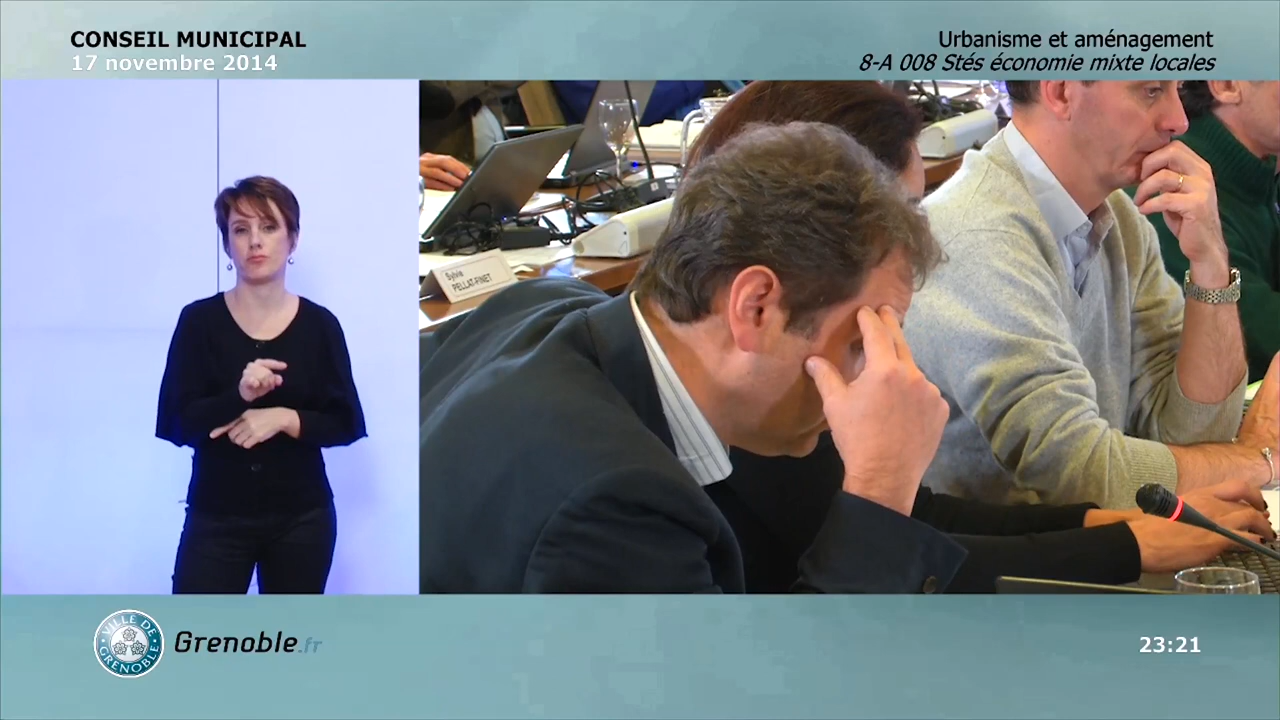 CONSEIL MUNICIPAL
17 novembre 2014
Urbanisme et aménagement
8-A 008 Stés économie mixte locales
Sylvie
PELLAT-FINET
VILLE DE
GRENOBLE
Grenoble.fr
23:21